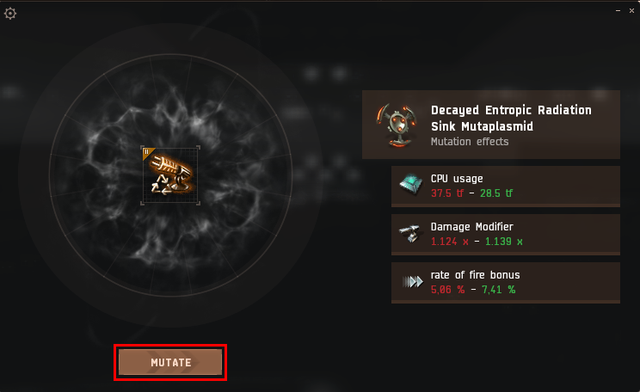 Decayed Entropic Radiation
Sink Mutaplasmid
Mutation effects
CPU usage
37.5 tf - 28.5 tf
Damage Modifier
1.124 x - 1.139 x
rate of fire bonus
5.06 % - 7.41 %
MUTATE